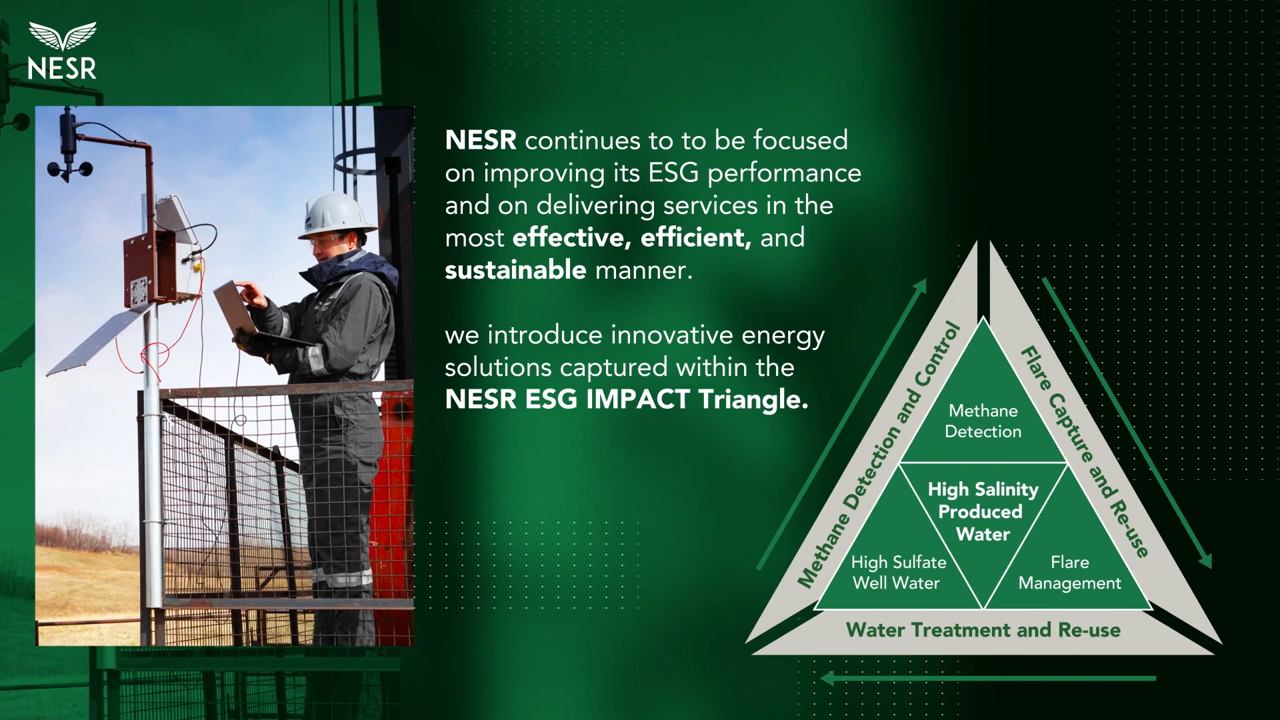 NESR
NESR continues to to be focused
on improving its ESG performance
and on delivering services in the
most effective, efficient, and
sustainable manner.
we introduce innovative energy
solutions captured within the
NESR ESG IMPACT Triangle.
Methane Detection and Control
Flare Capture and Re-use
Methane
Detection
High Salinity
Produced
Water
High Sulfate
Well Water
Flare
Management
Water Treatment and Re-use